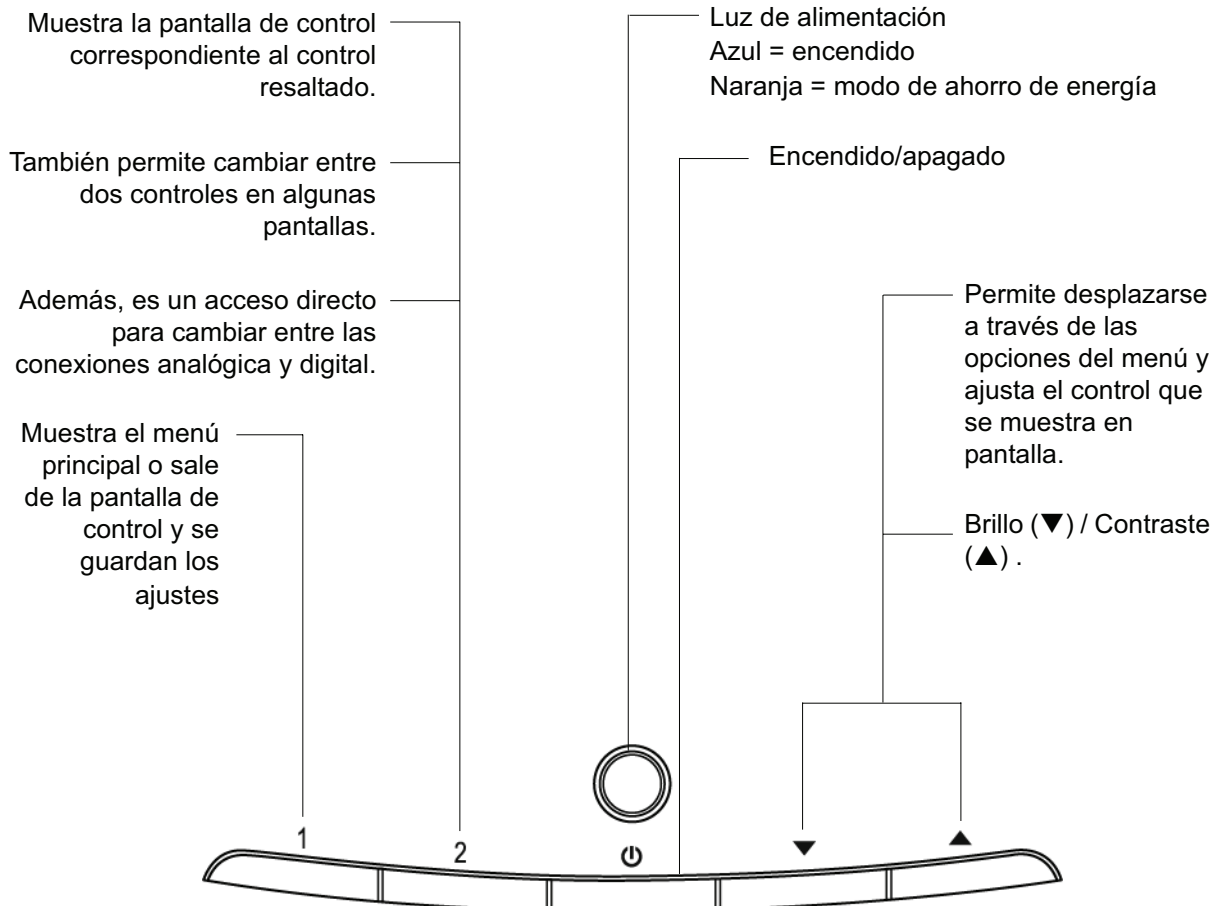 Muestra la pantalla de control
correspondiente al control
resaltado.
También permite cambiar entre
dos controles en algunas
pantallas.
Además, es un acceso directo
para cambiar entre las
conexiones analógica y digital.
Muestra el menú
principal o sale
de la pantalla de
control y se
guardan los
ajustes
Luz de alimentación
Azul = encendido
Naranja = modo de ahorro de energía
Encendido/apagado
Permite desplazarse
a través de las
opciones del menú y
ajusta el control que
se muestra en
pantalla.
Brillo (▼) / Contraste
(▲) .
1
2
⏻
▼
▲